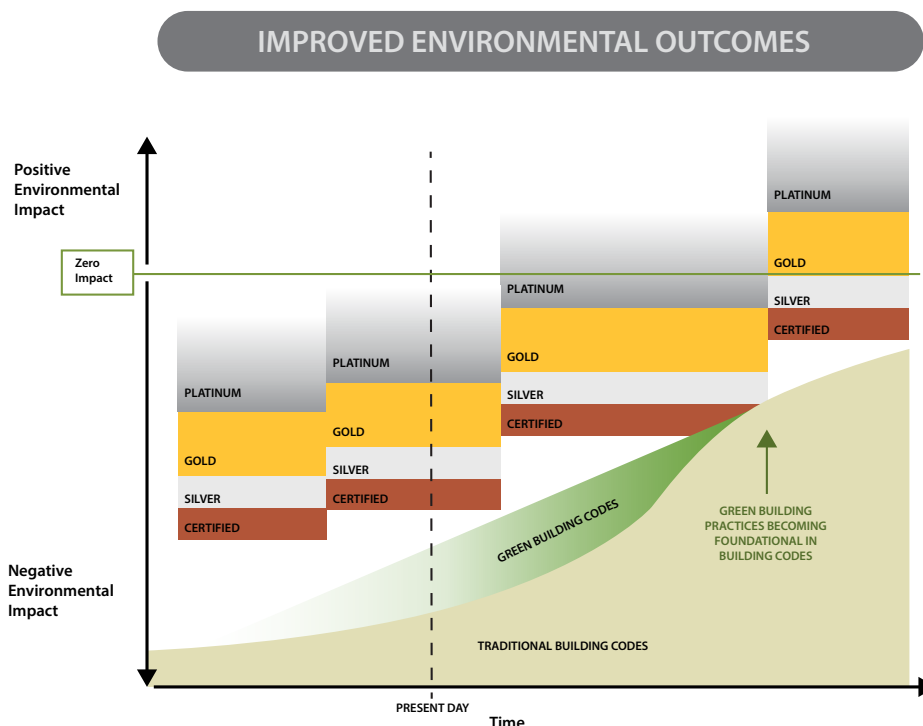 IMPROVED ENVIRONMENTAL OUTCOMES
Positive
Environmental
Impact
Zero
Impact
Negative
Environmental
Impact
PLATINUM
GOLD
SILVER
CERTIFIED
PLATINUM
GOLD
SILVER
CERTIFIED
PLATINUM
GOLD
SILVER
CERTIFIED
PLATINUM
GOLD
SILVER
CERTIFIED
GREEN BUILDING CODES
GREEN BUILDING
PRACTICES BECOMING
FOUNDATIONAL IN
BUILDING CODES
TRADITIONAL BUILDING CODES
PRESENT DAY
Time